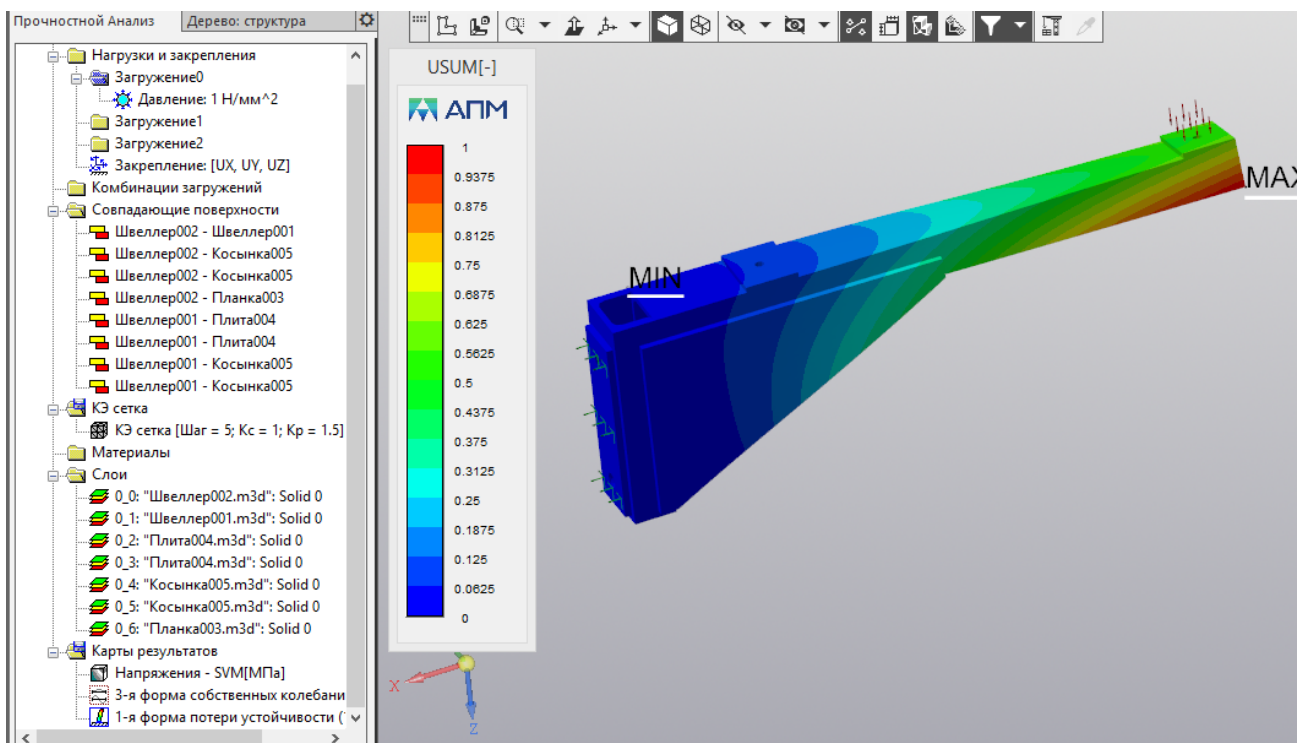 Прочностной Анализ
Дерево: структура
Нагрузки и закрепления
Загружение0
Давление: 1 Н/мм^2
Загружение1
Загружение2
Закрепление: [UX, UY, UZ]
Комбинации загружений
Совпадающие поверхности
Швеллер002 - Швеллер001
Швеллер002 - Косынка005
Швеллер002 - Косынка005
Швеллер002 - Планка003
Швеллер001 - Плита004
Швеллер001 - Плита004
Швеллер001 - Косынка005
Швеллер001 - Косынка005
КЭ сетка
КЭ сетка [Шаг = 5; Кс = 1; Кр = 1.5]
Материалы
Слои
0_0: "Швеллер002.m3d": Solid 0
0_1: "Швеллер001.m3d": Solid 0
0_2: "Плита004.m3d": Solid 0
0_3: "Плита004.m3d": Solid 0
0_4: "Косынка005.m3d": Solid 0
0_5: "Косынка005.m3d": Solid 0
0_6: "Планка003.m3d": Solid 0
Карты результатов
Напряжения - SVM[МПа]
3-я форма собственных колебани
1-я форма потери устойчивости (
USUM[-]
АПМ
1
0.9375
0.875
0.8125
0.75
0.6875
0.625
0.5625
0.5
0.4375
0.375
0.3125
0.25
0.1875
0.125
0.0625
0
MIN
MAX
X
Z